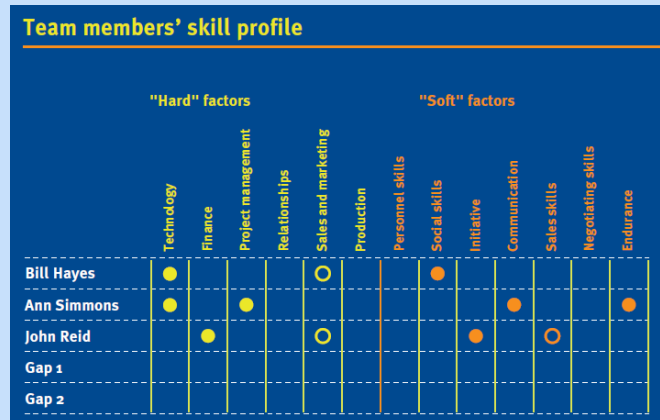 Team members’ skill profile
"Hard" factors
"Soft" factors
Technology
Finance
Project management
Relationships
Sales and marketing
Production
Personnel skills
Social skills
Initiative
Communication
Sales skills
Negotiating skills
Endurance
Bill Hayes
Ann Simmons
John Reid
Gap 1
Gap 2